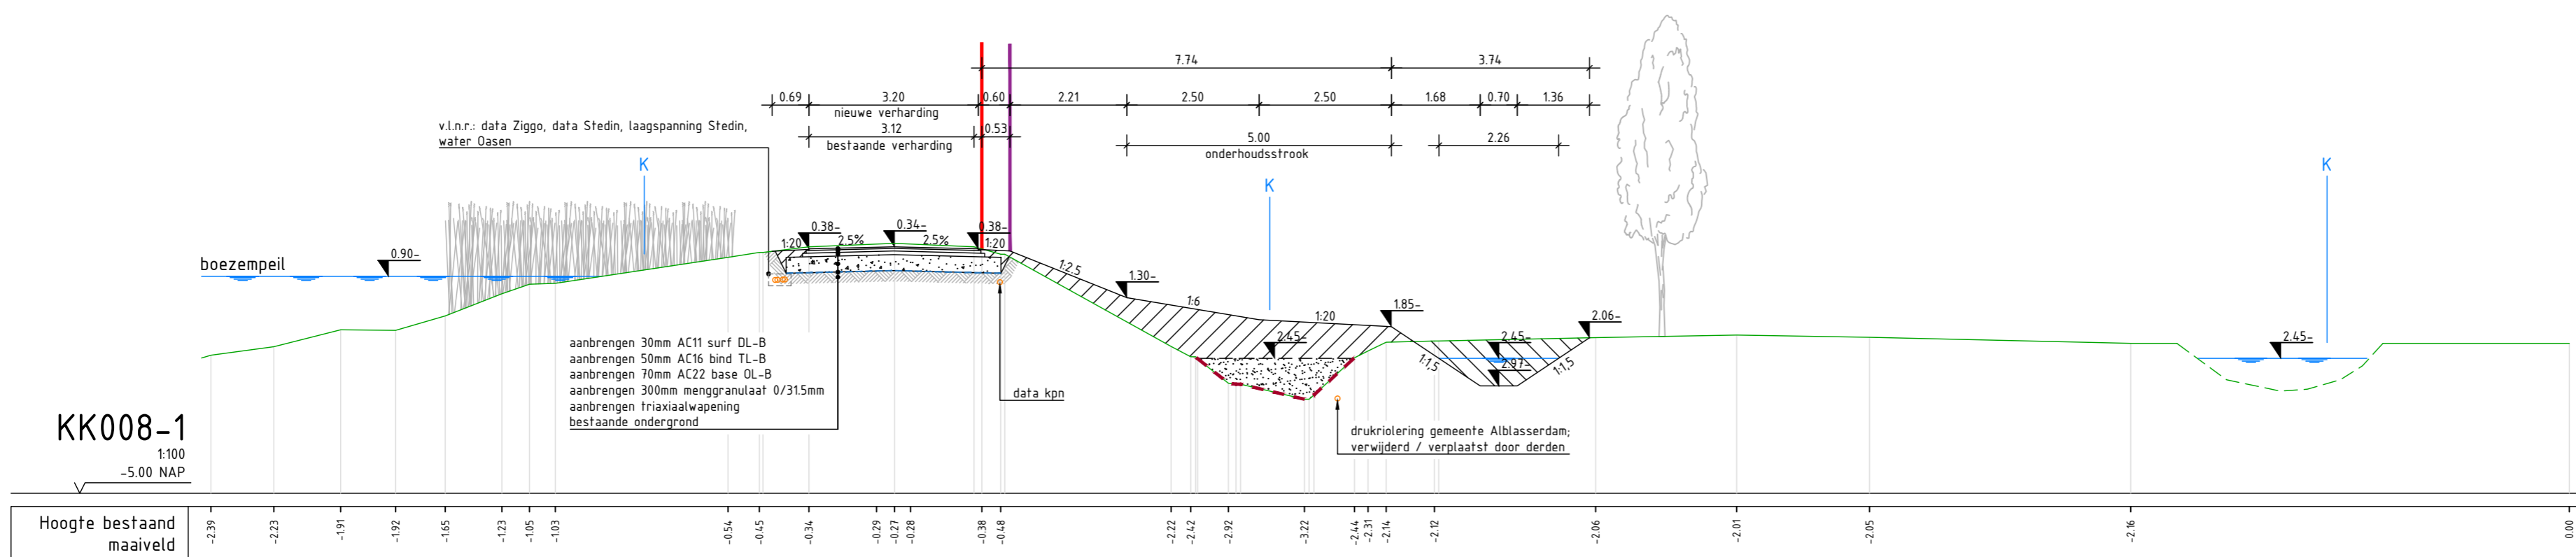 7.74
3.74
0.69
3.20
0.60
2.21
2.50
2.50
1.68
0.70
1.36
nieuwe verharding
3.12
0.53
bestaande verharding
5.00
onderhoudsstrook
2.26
v.l.n.r.: data Ziggo, data Stedin, laagspanning Stedin,
water Oasen
K
K
K
boezempeil
0.90-
0.38-
0.34-
0.38-
1:20
2.5%
2.5%
1:20
1:2.5
1.30-
1:6
1:20
1.85-
2.06-
2.45-
2.45-
2.97-
1:1,5
1:1,5
2.45-
aanbrengen 30mm AC11 surf DL-B
aanbrengen 50mm AC16 bind TL-B
aanbrengen 70mm AC22 base OL-B
aanbrengen 300mm menggranulaat 0/31.5mm
aanbrengen triaxiaalwapening
bestaande ondergrond
data kpn
drukriolering gemeente Alblasserdam;
verwijderd / verplaatst door derden
KK008-1
1:100
-5.00 NAP
Hoogte bestaand
maaiveld
-2.39
-2.23
-1.91
-1.92
-1.65
-1.23
-1.05
-1.03
-0.54
-0.45
-0.34
-0.29
-0.27
-0.28
-0.38
-0.48
-2.22
-2.42
-2.92
-3.22
-2.44
-2.31
-2.14
-2.12
-2.06
-2.01
-2.05
-2.16
0.00